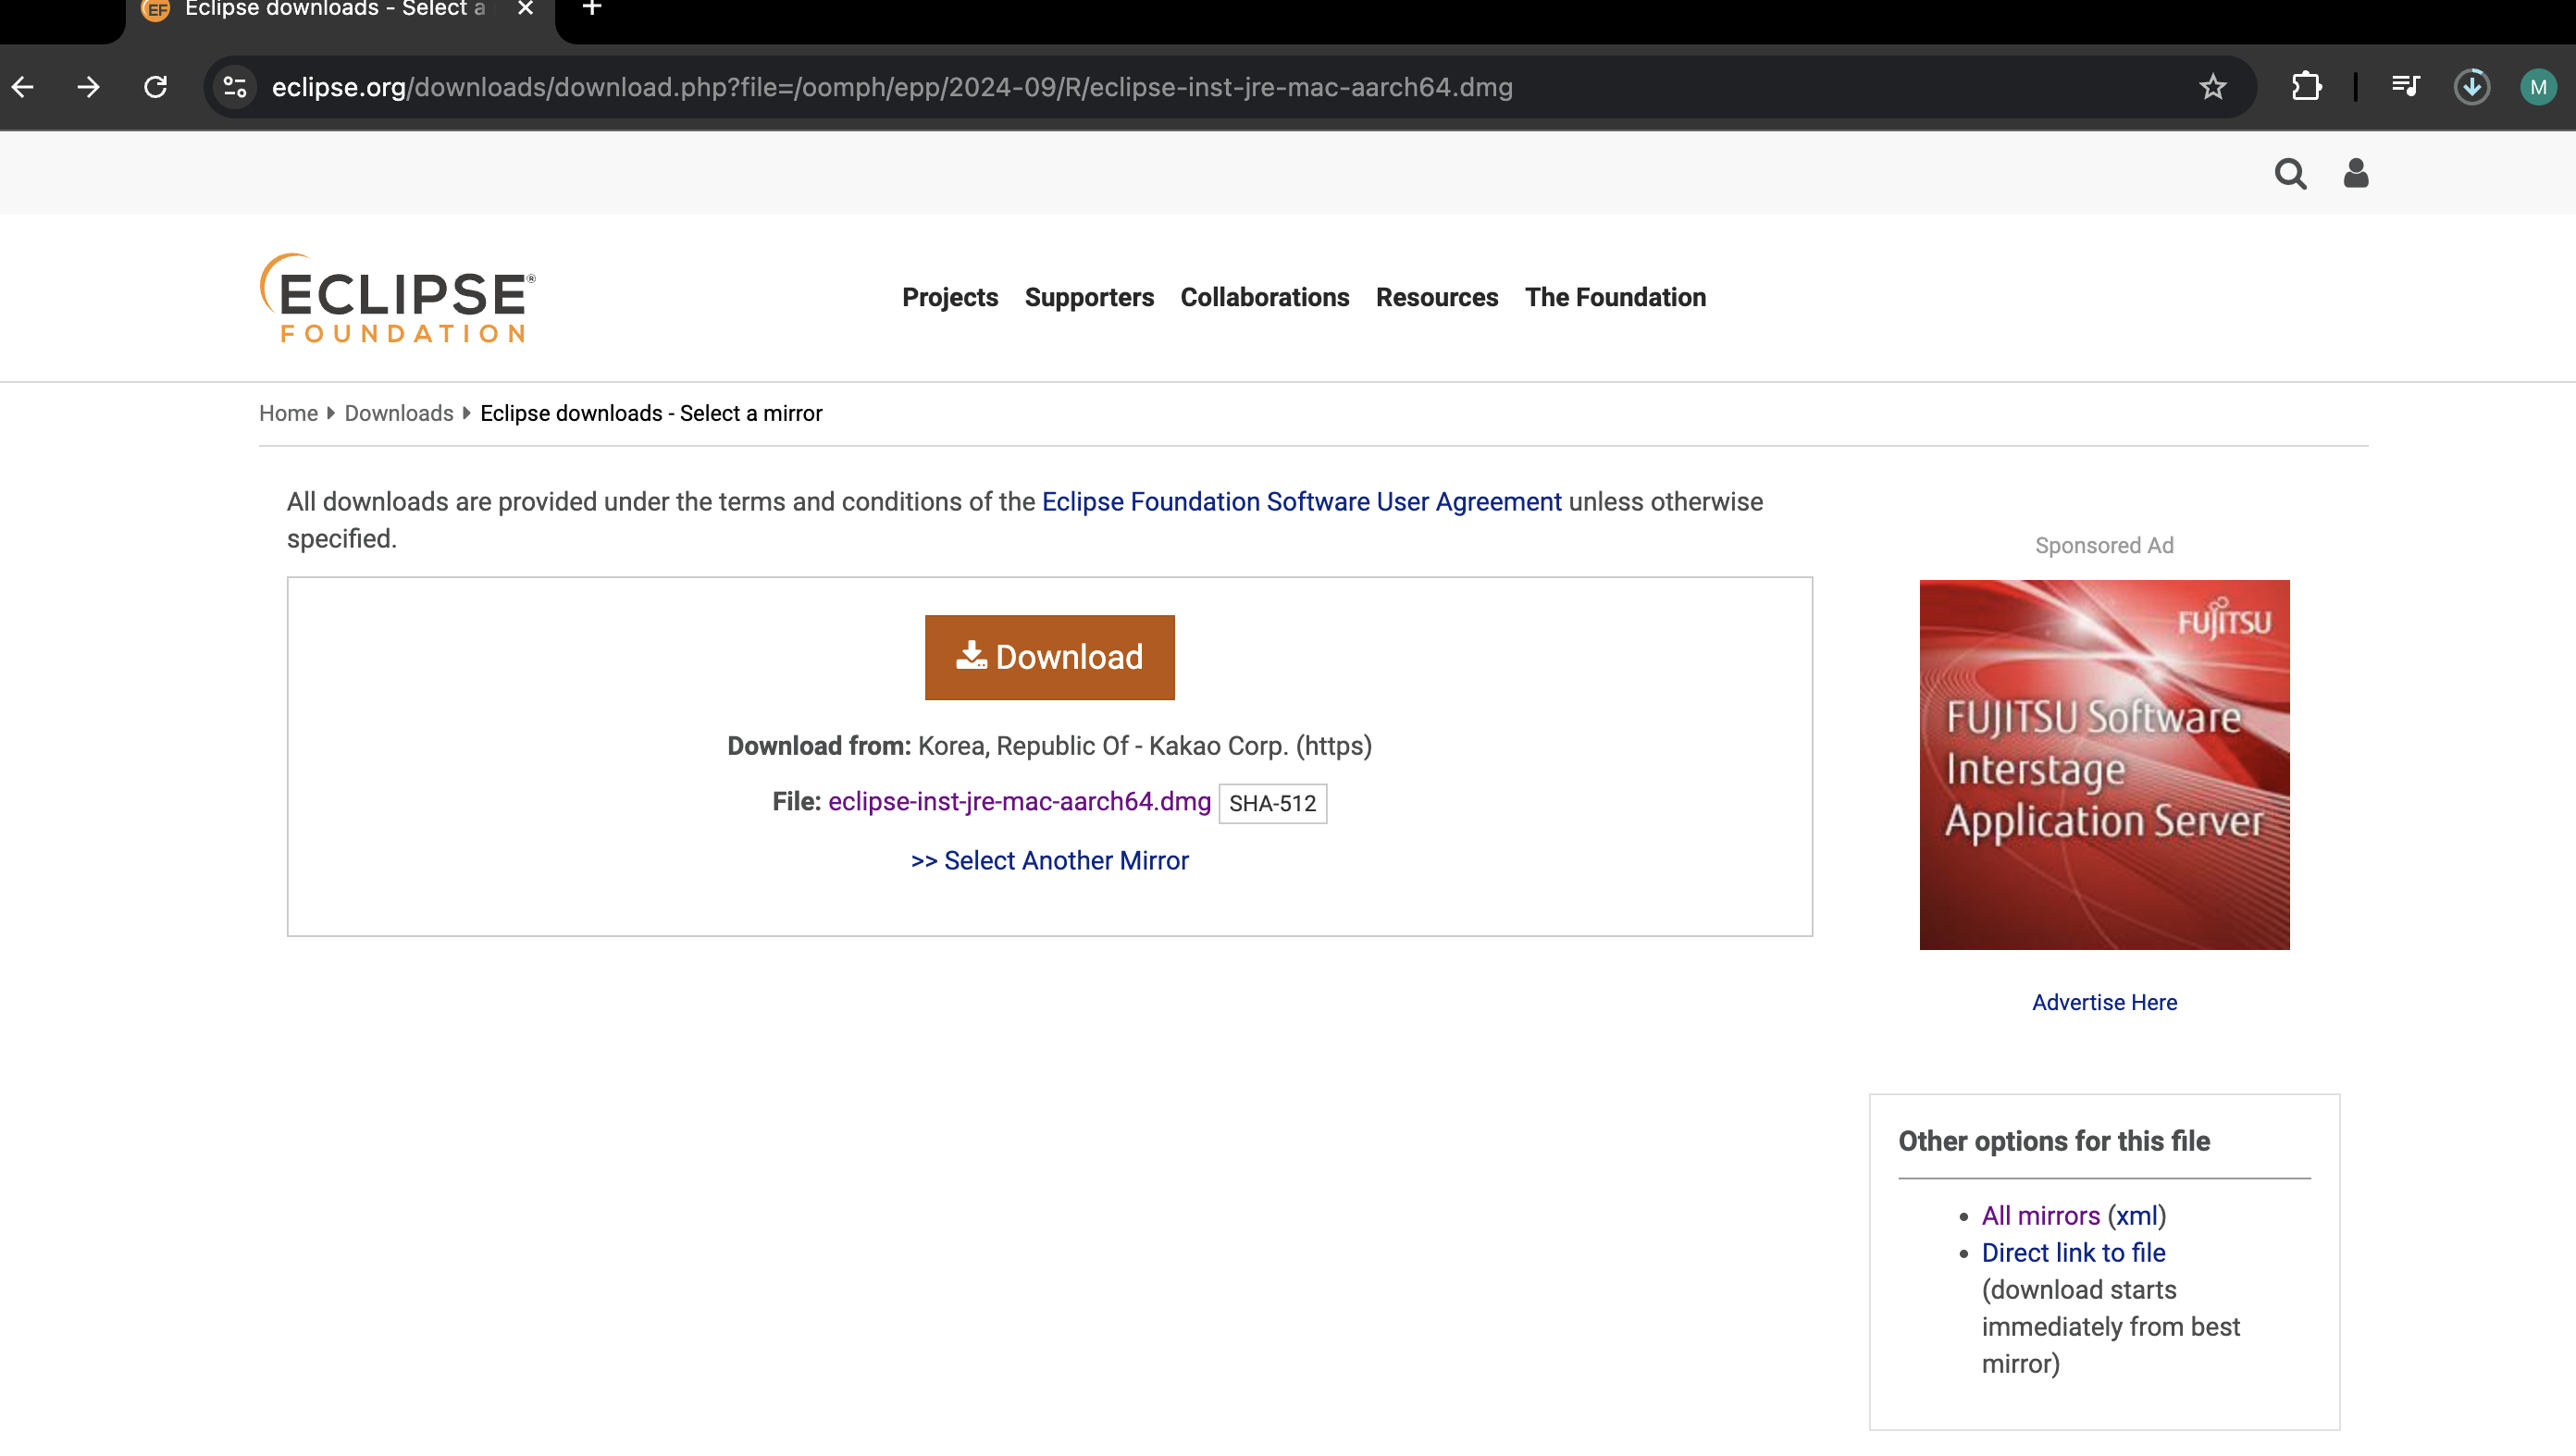 EF Eclipse downloads - Select a
eclipse.org/downloads/download.php?file=/oomph/epp/2024-09/R/eclipse-inst-jre-mac-aarch64.dmg
M
ECLIPSE®
FOUNDATION
Projects Supporters Collaborations Resources The Foundation
Home Downloads Eclipse downloads - Select a mirror
All downloads are provided under the terms and conditions of the Eclipse Foundation Software User Agreement unless otherwise
specified.
Download
Download from: Korea, Republic Of - Kakao Corp. (https)
File: eclipse-inst-jre-mac-aarch64.dmg SHA-512
>> Select Another Mirror
Sponsored Ad
FUJITSU
FUJITSU Software
Interstage
Application Server
Advertise Here
Other options for this file
• All mirrors (xml)
• Direct link to file
(download starts
immediately from best
mirror)